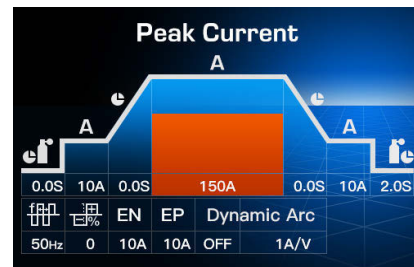 Peak Current
A
A A
0.0S 10A 0.0S 150A 0.0S 10A 2.0S
f % EN EP Dynamic Arc
50Hz 0 10A 10A OFF 1A/V